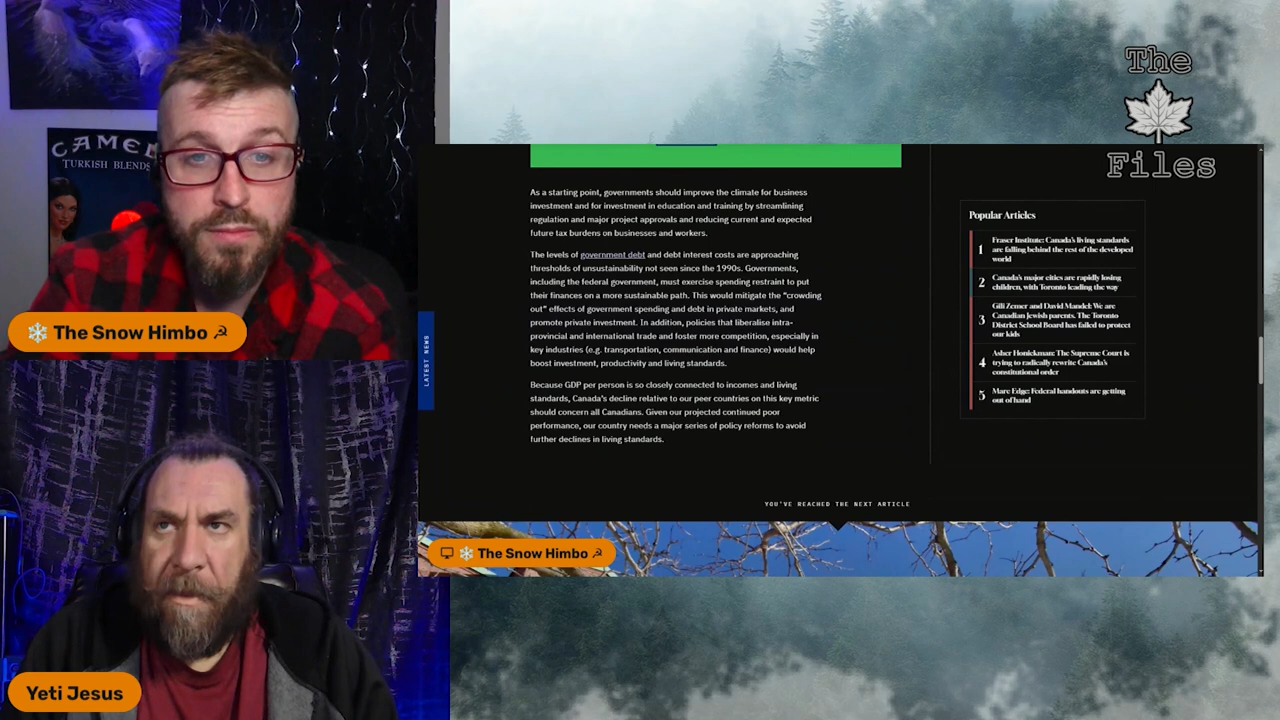 CAMEL
TURKISH BLENDS
❄️ The Snow Himbo ☭
Yeti Jesus
The
Files
LATEST NEWS
As a starting point, governments should improve the climate for business
investment and for investment in education and training by streamlining
regulation and major project approvals and reducing current and expected
future tax burdens on businesses and workers.
The levels of government debt and debt interest costs are approaching
thresholds of unsustainability not seen since the 1990s. Governments,
including the federal government, must exercise spending restraint to put
their finances on a more sustainable path. This would mitigate the "crowding
out" effects of government spending and debt in private markets, and
promote private investment. In addition, policies that liberalise intra-
provincial and international trade and foster more competition, especially in
key industries (e.g. transportation, communication and finance) would help
boost investment, productivity and living standards.
Because GDP per person is so closely connected to incomes and living
standards, Canada's decline relative to our peer countries on this key metric
should concern all Canadians. Given our projected continued poor
performance, our country needs a major series of policy reforms to avoid
further declines in living standards.
Popular Articles
1 Fraser Institute: Canada's living standards
are falling behind the rest of the developed
world
2 Canada's major cities are rapidly losing
children, with Toronto leading the way
3 Gili Zemer and David Mandel: We are
Canadian Jewish parents. The Toronto
District School Board has failed to protect
our kids
4 Asher Honickman: The Supreme Court is
trying to radically rewrite Canada's
constitutional order
5 Marc Edge: Federal handouts are getting
out of hand
YOU'VE REACHED THE NEXT ARTICLE
❄️ The Snow Himbo ☭